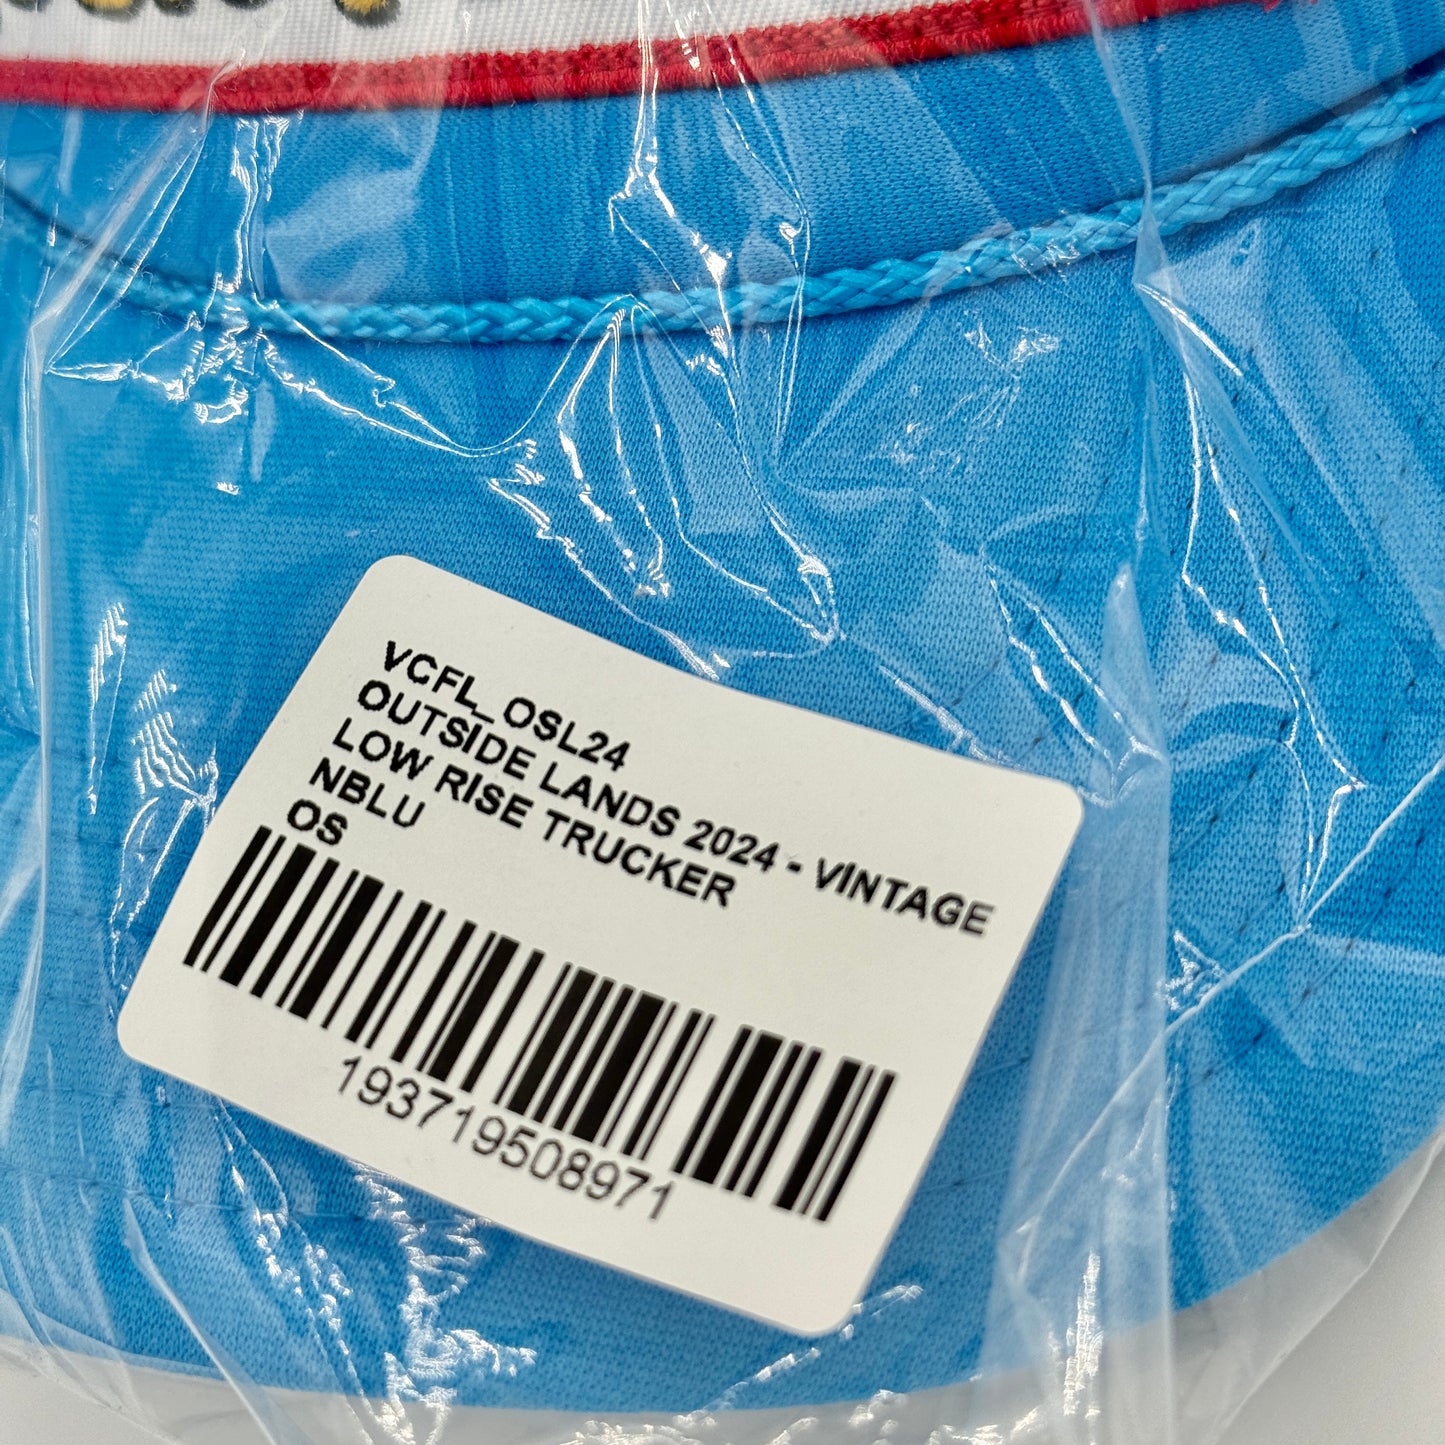 VCFL_OSL24
OUTSIDE LANDS 2024 - VINTAGE
LOW RISE TRUCKER
NBLU
OS
193719508971